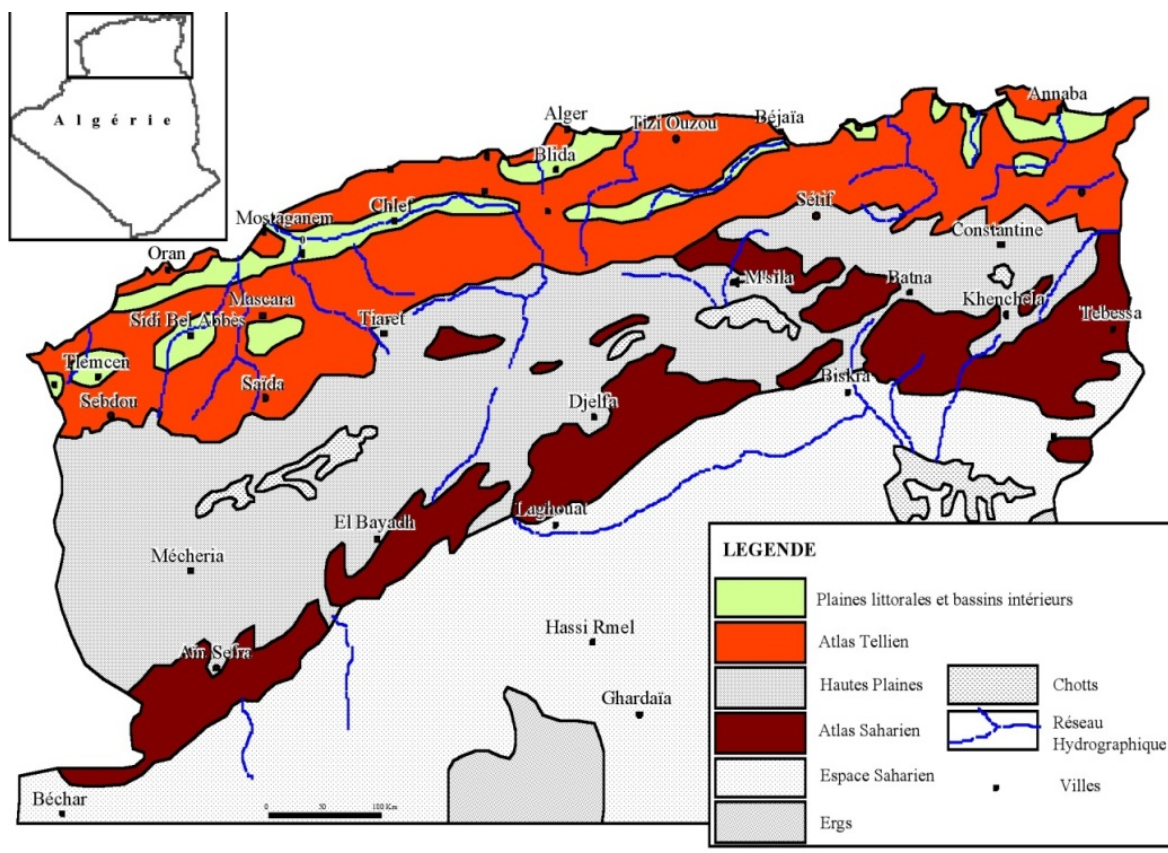 Algérie
Annaba
Alger
Tizi Ouzou
Béjaïa
Blida
Sétif
Mostaganem
Chlef
Constantine
Oran
M'sila
Batna
Mascara
Khenchela
Sidi Bel Abbès
Tiaret
Tebessa
Tlemcen
Biskra
Saïda
Sebdou
Djelfa
Laghouat
El Bayadh
Mécheria
Hassi Rmel
Aïn Sefra
Ghardaïa
Béchar
0 50 100 Km
LEGENDE
Plaines littorales et bassins intérieurs
Atlas Tellien
Hautes Plaines
Chotts
Atlas Saharien
Réseau
Hydrographique
Espace Saharien
Villes
Ergs